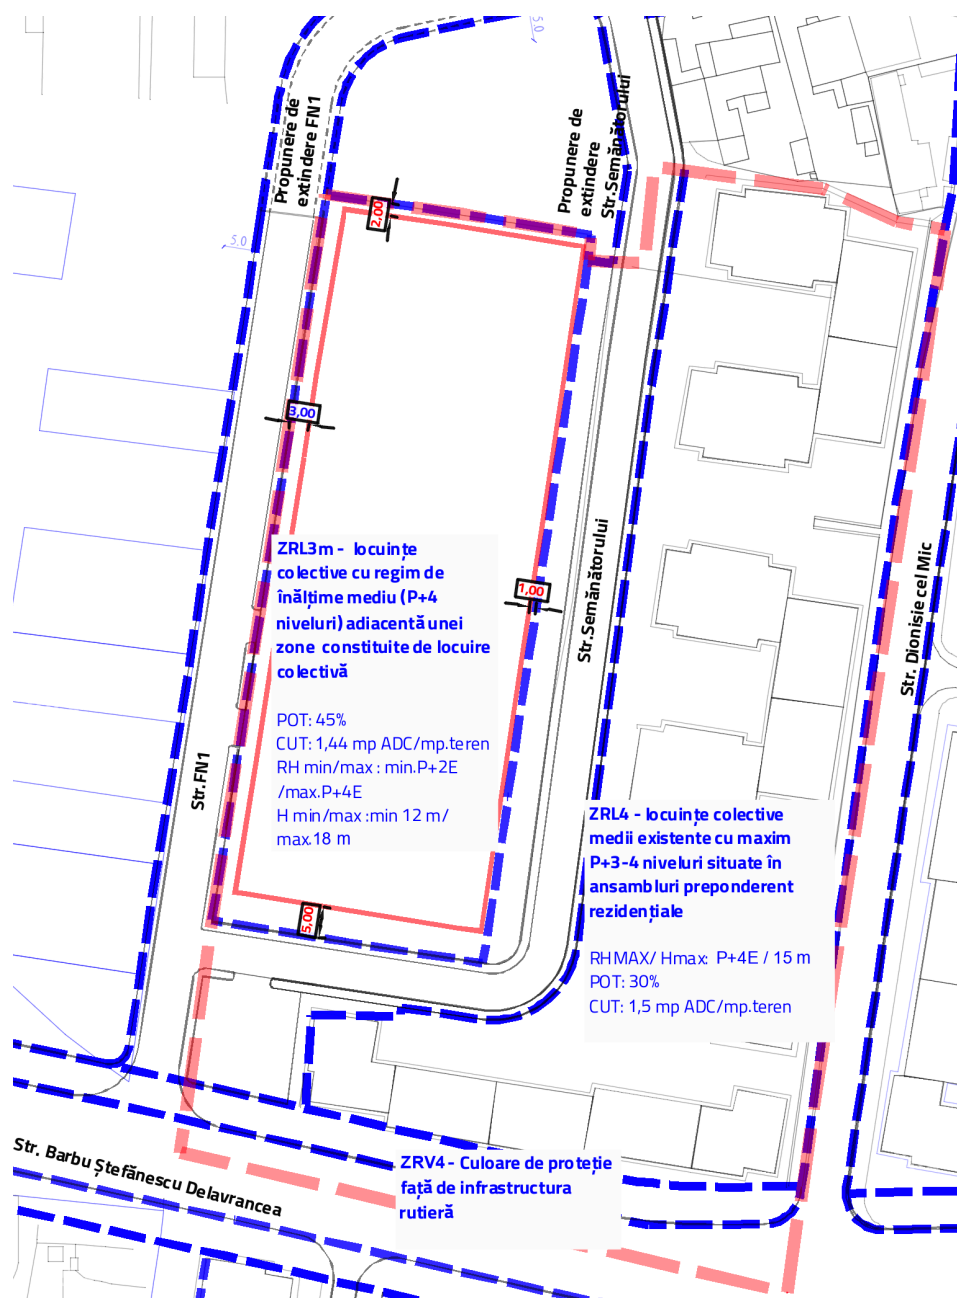 5.0
Propunere de
extindere FN1
Propunere de
extindere
Str.Semănătorului
2,00
5.0
3,00
ZRL3m - locuințe
colective cu regim de
înălțime mediu (P+4
niveluri) adiacentă unei
zone constituite de locuire
colectivă
POT: 45%
CUT: 1,44 mp ADC/mp.teren
RH min/max : min.P+2E
/max.P+4E
H min/max :min 12 m/
max.18 m
1,00
Str.Semănătorului
Str. Dionisie cel Mic
Str.FN1
ZRL4 - locuințe colective
medii existente cu maxim
P+3-4 niveluri situate în
ansambluri preponderent
rezidențiale
RHMAX/ Hmax: P+4E / 15 m
POT: 30%
CUT: 1,5 mp ADC/mp.teren
5,00
Str. Barbu Ștefănescu Delavrancea
ZRV4 - Culoare de protecție
față de infrastructura
rutieră